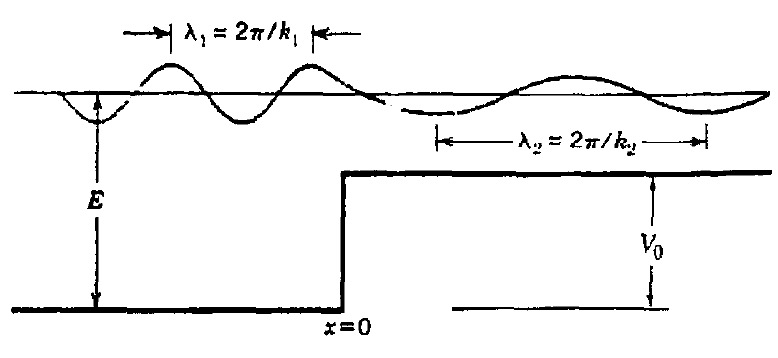 λ₁ = 2π/k₁
λ₂ = 2π/k₂
E
V₀
x=0